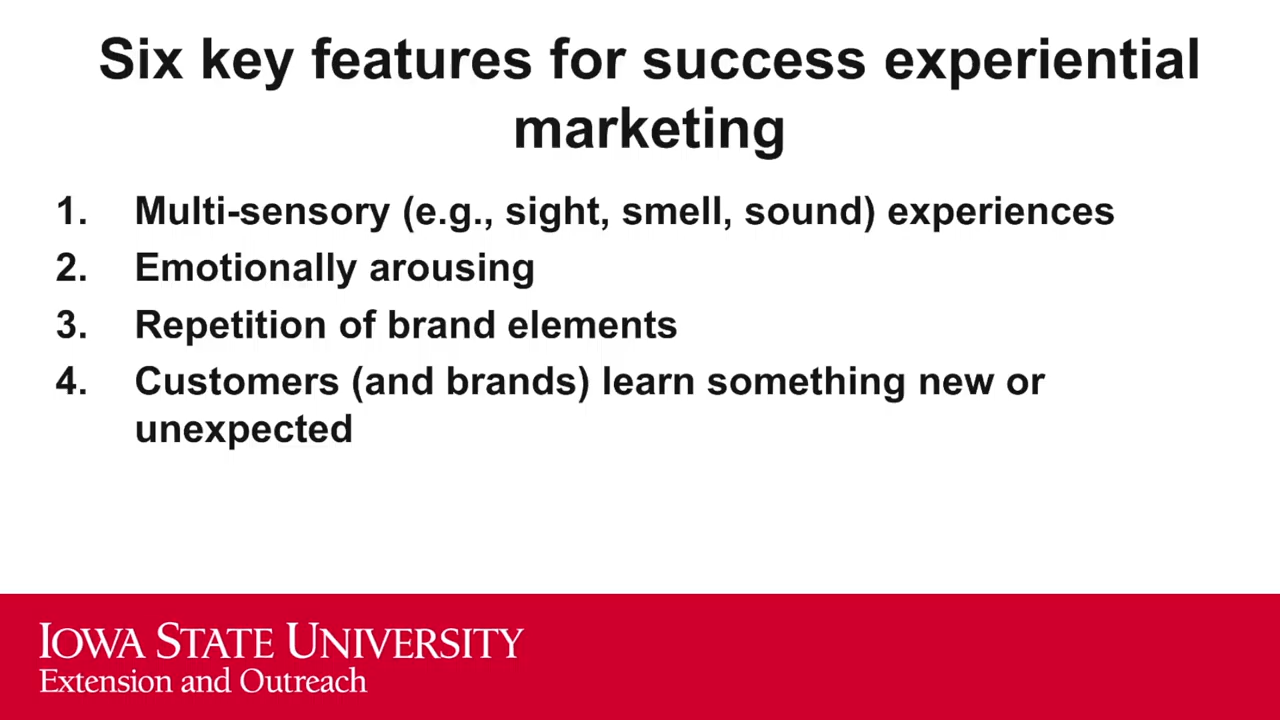 Six key features for success experiential
marketing
1. Multi-sensory (e.g., sight, smell, sound) experiences
2. Emotionally arousing
3. Repetition of brand elements
4. Customers (and brands) learn something new or
unexpected
IOWA STATE UNIVERSITY
Extension and Outreach